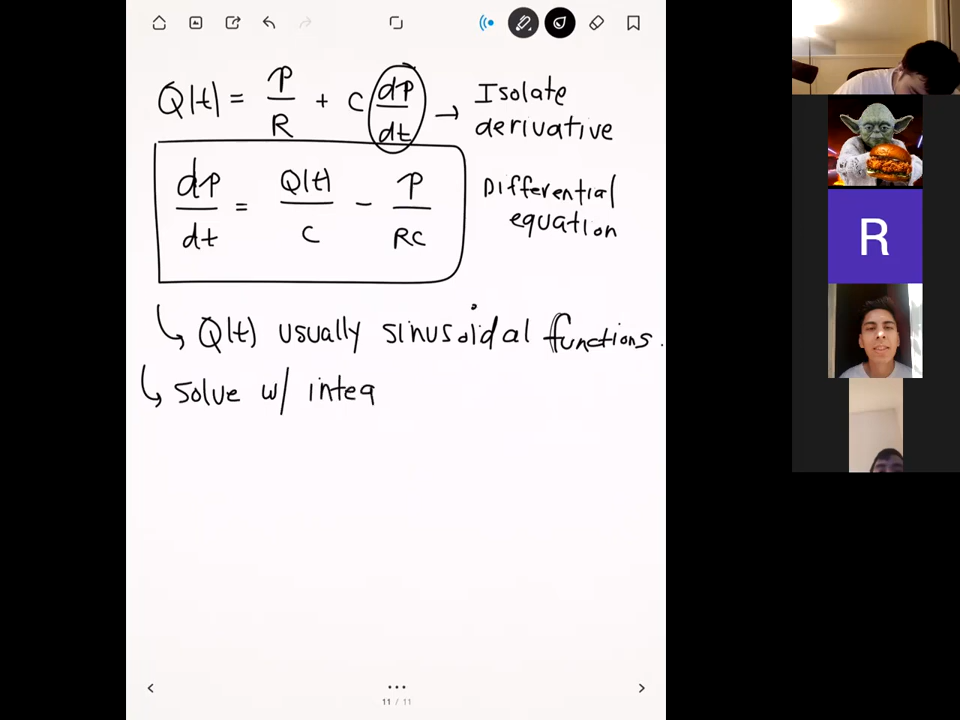 Q(t) = P/R + C dP/dt → Isolate
derivative
dP/dt = Q(t)/C - P/RC
Differential
equation
↳ Q(t) usually sinusoidal functions.
↳ Solve w/ integ
R
11 / 11